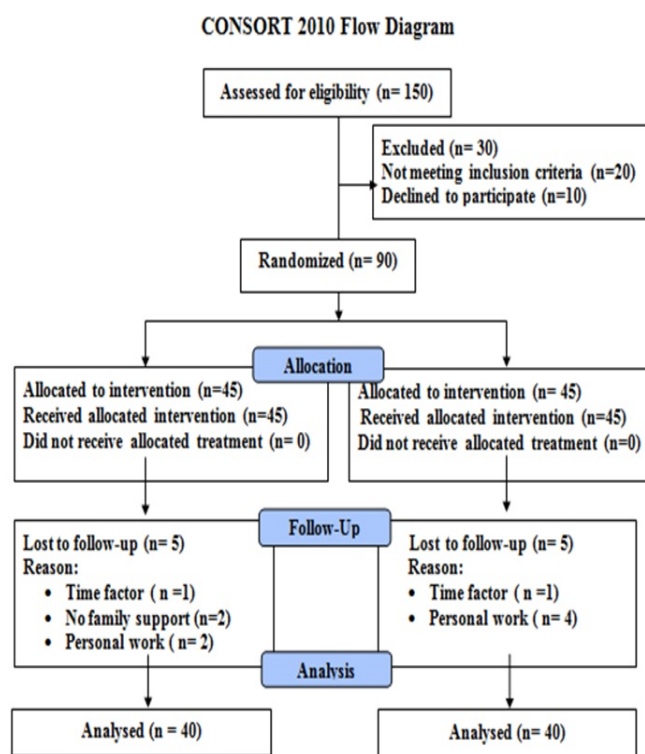 CONSORT 2010 Flow Diagram
Assessed for eligibility (n= 150)
Excluded (n= 30)
Not meeting inclusion criteria (n=20)
Declined to participate (n=10)
Randomized (n= 90)
Allocation
Allocated to intervention (n=45)
Received allocated intervention (n=45)
Did not receive allocated treatment (n= 0)
Allocated to intervention (n= 45)
Received allocated intervention (n=45)
Did not receive allocated treatment (n=0)
Follow-Up
Lost to follow-up (n= 5)
Reason:
• Time factor ( n =1)
• No family support (n=2)
• Personal work ( n= 2)
Lost to follow-up (n= 5)
Reason:
• Time factor (n =1)
• Personal work ( n= 4)
Analysis
Analysed (n = 40)
Analysed (n= 40)